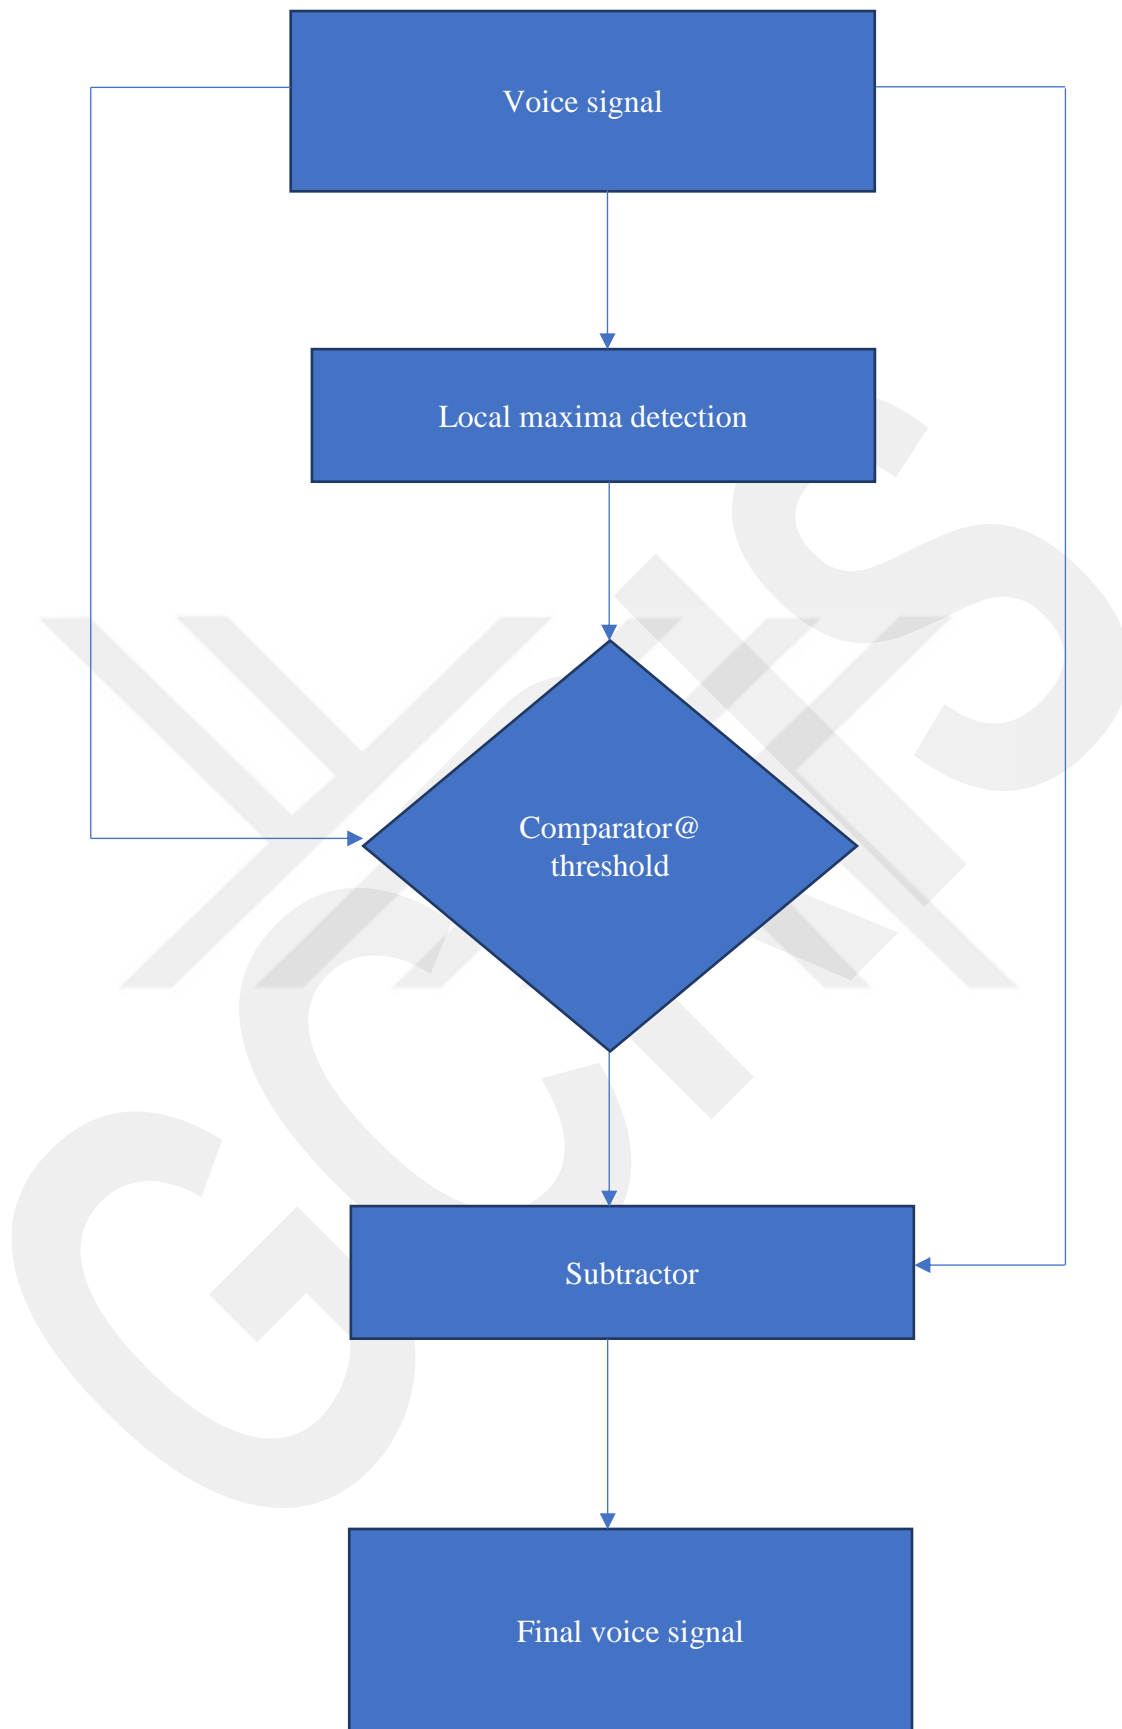 Voice signal
Local maxima detection
Comparator@
threshold
Subtractor
Final voice signal